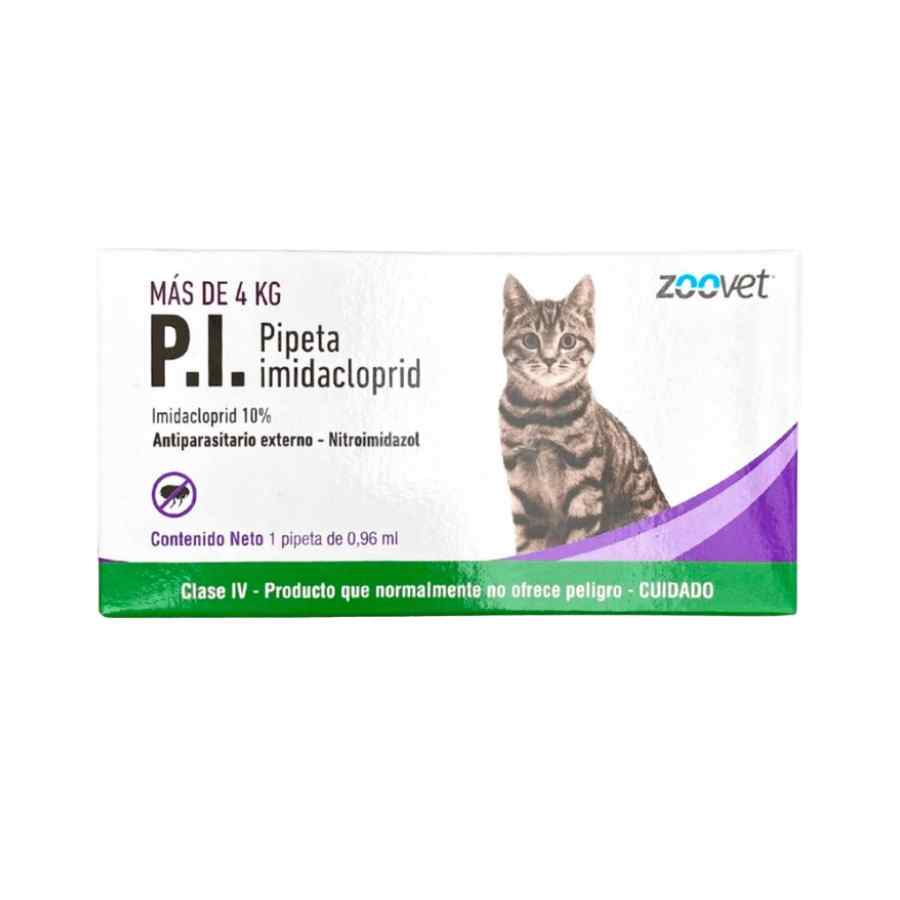 MÁS DE 4 KG
zoovet
P.I. Pipeta
imidacloprid
Imidacloprid 10%
Antiparasitario externo - Nitroimidazol
Contenido Neto 1 pipeta de 0,96 ml
Clase IV - Producto que normalmente no ofrece peligro - CUIDADO